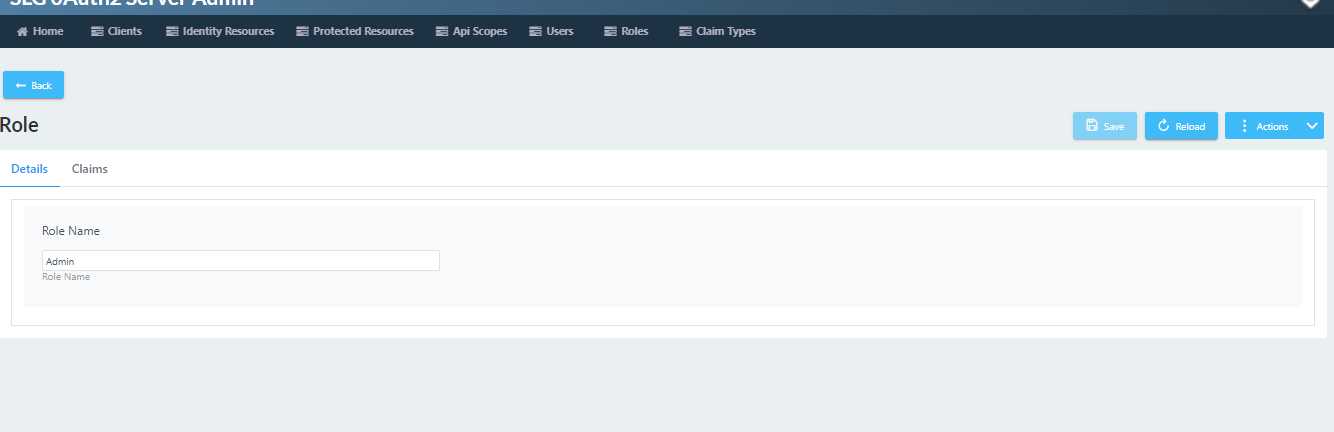 SLG oAuth2 Server Admin
Home Clients Identity Resources Protected Resources Api Scopes Users Roles Claim Types
Back
Role
Save Reload Actions
Details Claims
Role Name
Admin
Role Name